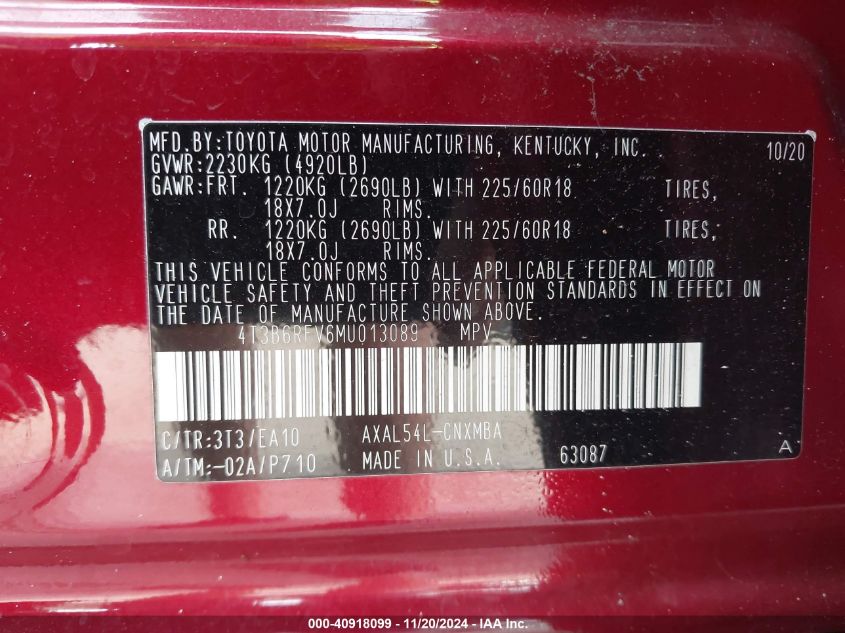 MFD.BY:TOYOTA MOTOR MANUFACTURING, KENTUCKY, INC. 10/20
GVWR:2230KG (4920LB)
GAWR:FRT. 1220KG (2690LB) WITH 225/60R18 TIRES,
18X7.0J RIMS.
RR. 1220KG (2690LB) WITH 225/60R18 TIRES,
18X7.0J RIMS.
THIS VEHICLE CONFORMS TO ALL APPLICABLE FEDERAL MOTOR
VEHICLE SAFETY AND THEFT PREVENTION STANDARDS IN EFFECT ON
THE DATE OF MANUFACTURE SHOWN ABOVE.
4T3B6RFV6MU013089 MPV
C/TR:3T3/EA10 AXAL54L-CNXMBA
A/TM:-02A/P710 MADE IN U.S.A. 63087 A
000-40918099 - 11/20/2024 - IAA Inc.